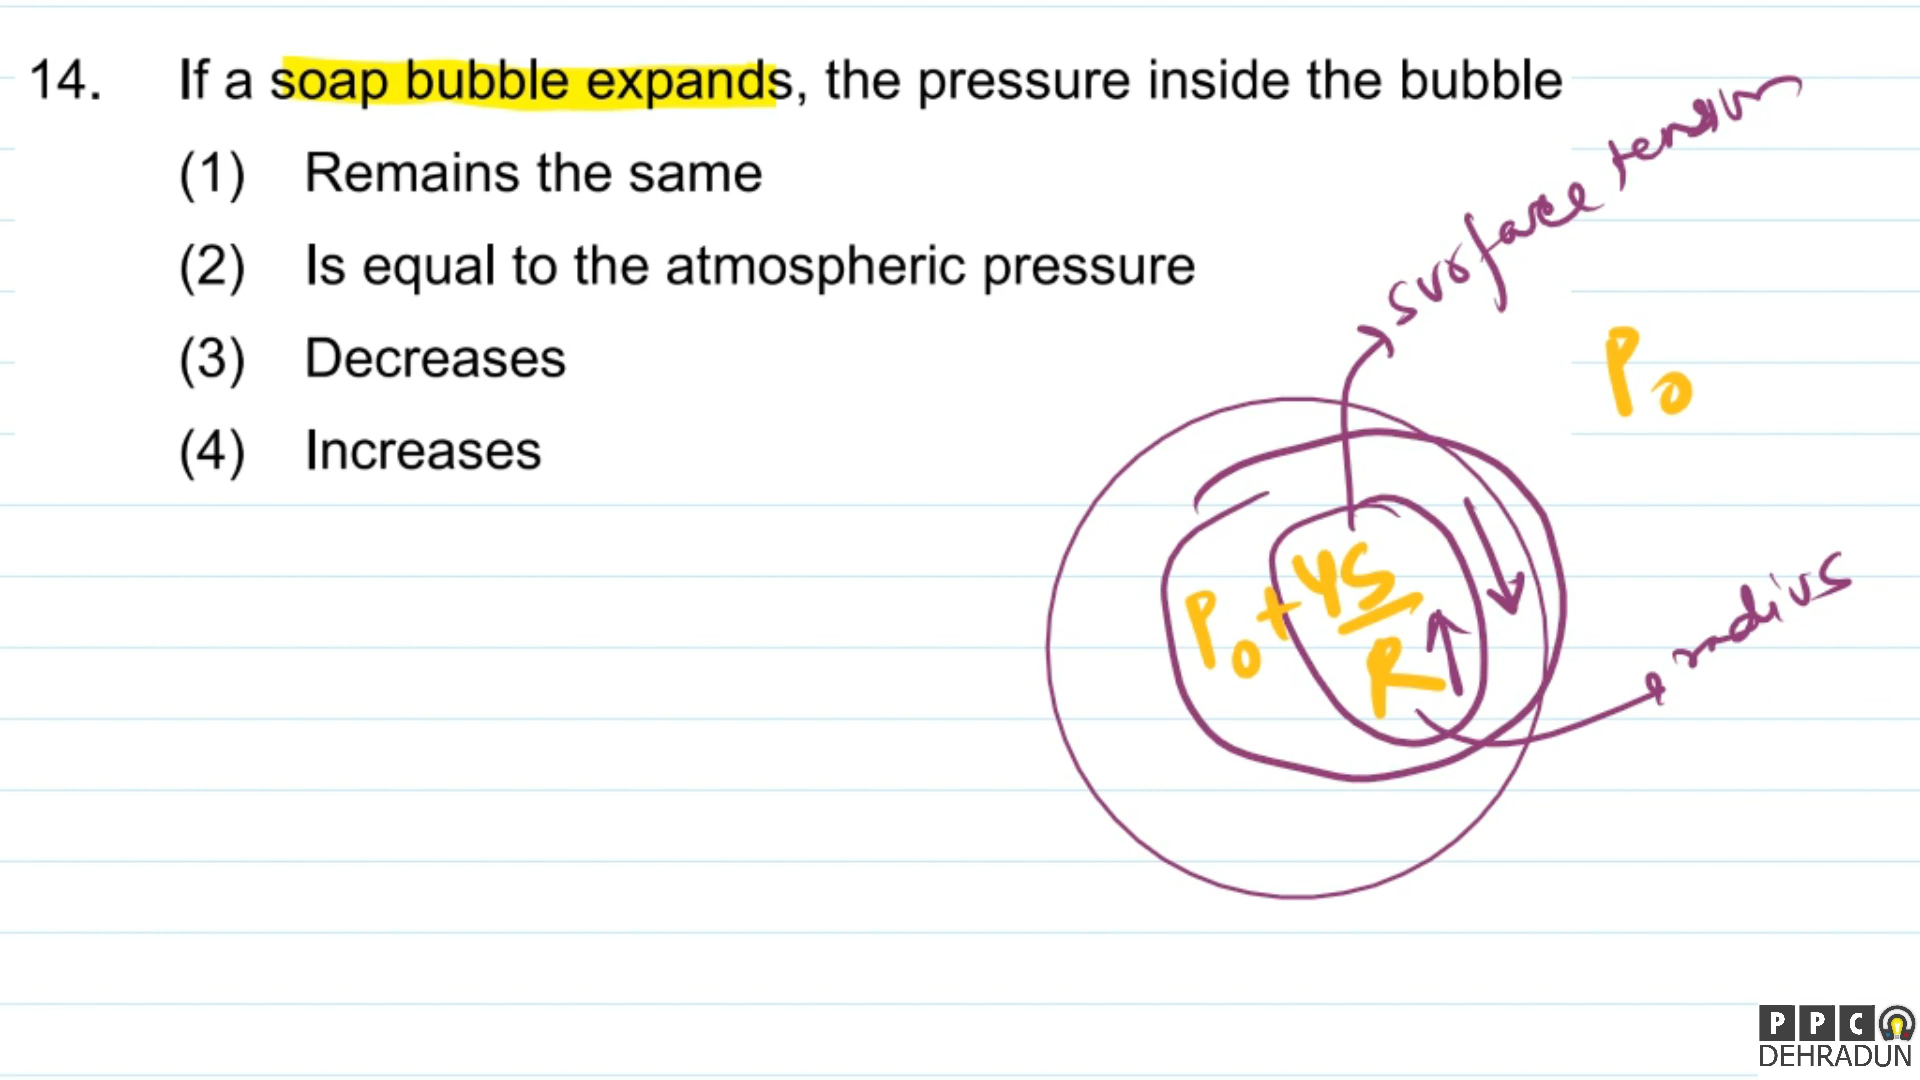 14. If a soap bubble expands, the pressure inside the bubble
(1) Remains the same
(2) Is equal to the atmospheric pressure
(3) Decreases
(4) Increases
surface tension
P₀
P₀ + 4S/R ↑ ↓
radius
PPC
DEHRADUN